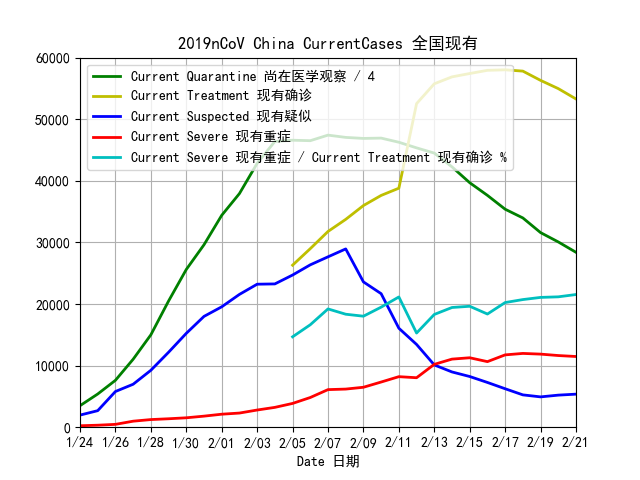 2019nCoV China CurrentCases 全国现有
Current Quarantine 尚在医学观察 / 4
Current Treatment 现有确诊
Current Suspected 现有疑似
Current Severe 现有重症
Current Severe 现有重症 / Current Treatment 现有确诊 %
60000
50000
40000
30000
20000
10000
0
1/24 1/26 1/28 1/30 2/01 2/03 2/05 2/07 2/09 2/11 2/13 2/15 2/17 2/19 2/21
Date 日期